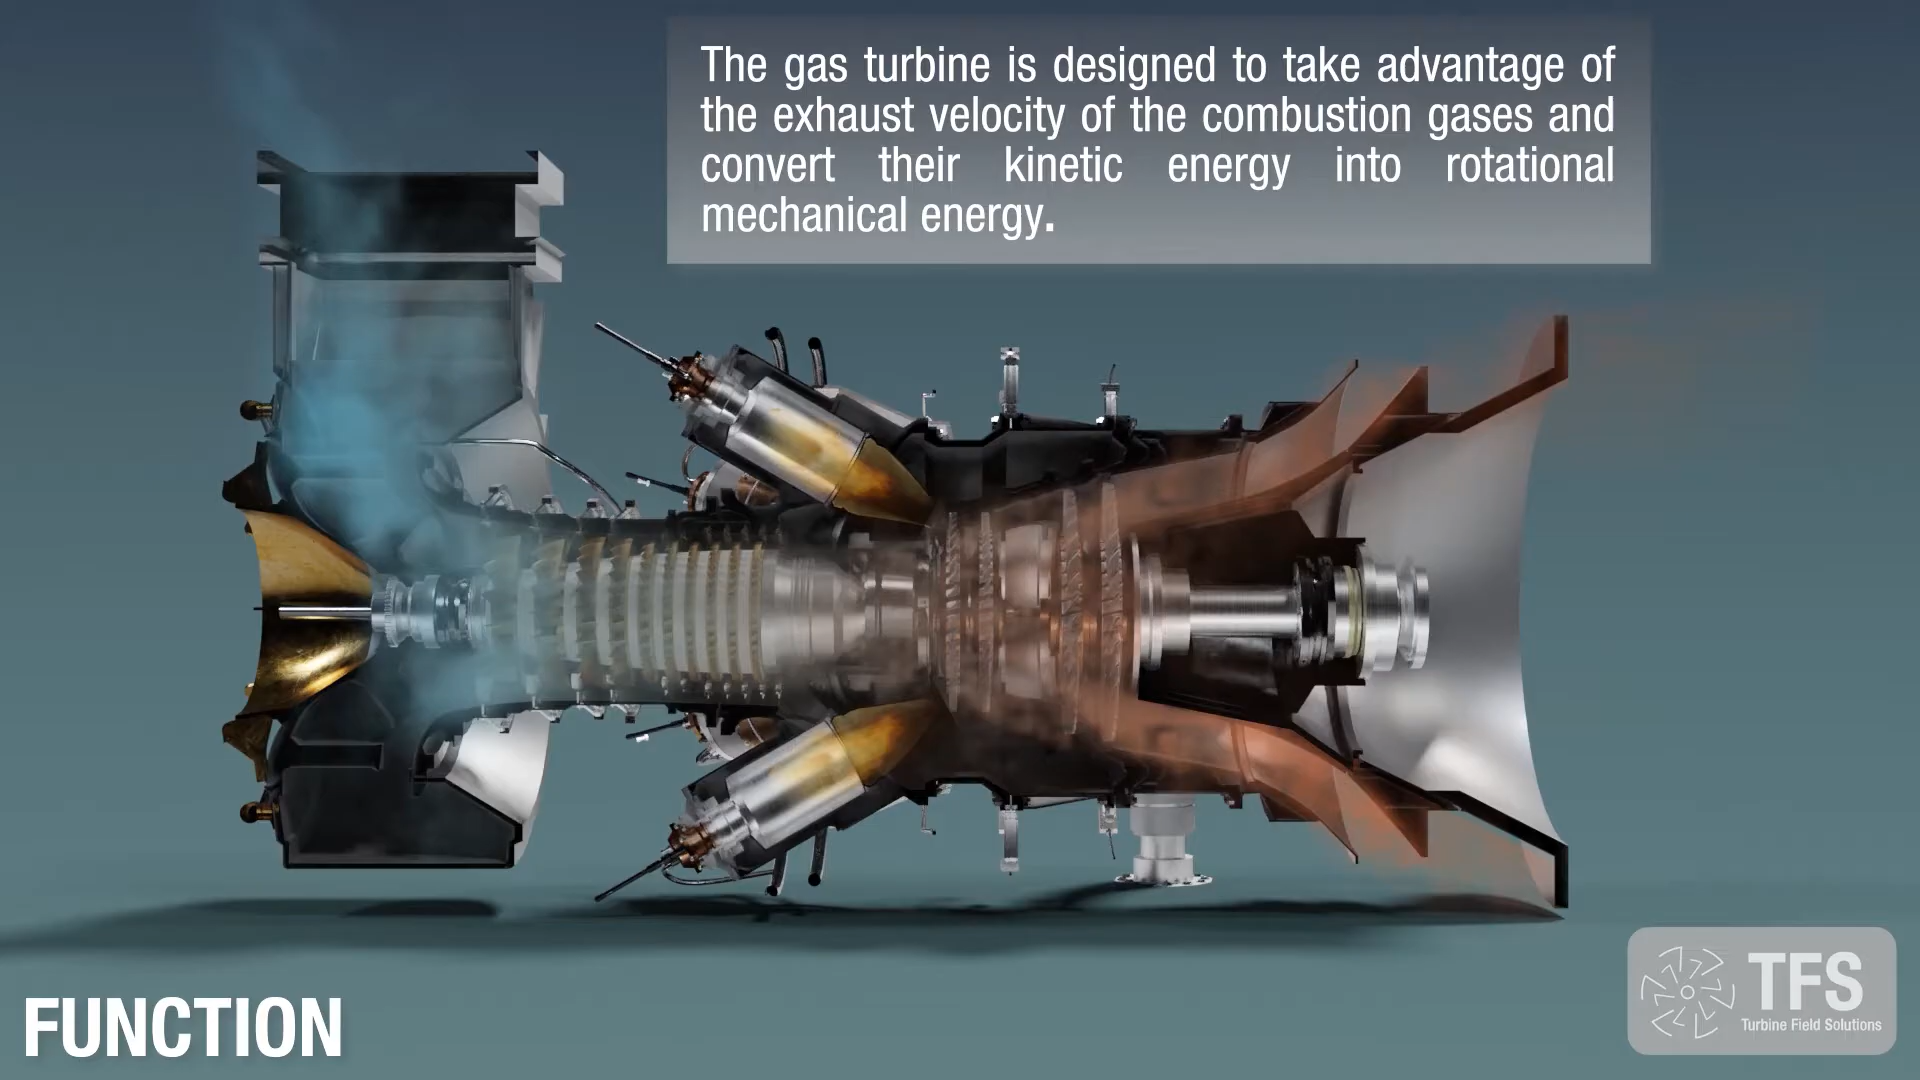 The gas turbine is designed to take advantage of
the exhaust velocity of the combustion gases and
convert their kinetic energy into rotational
mechanical energy.
FUNCTION
TFS
Turbine Field Solutions